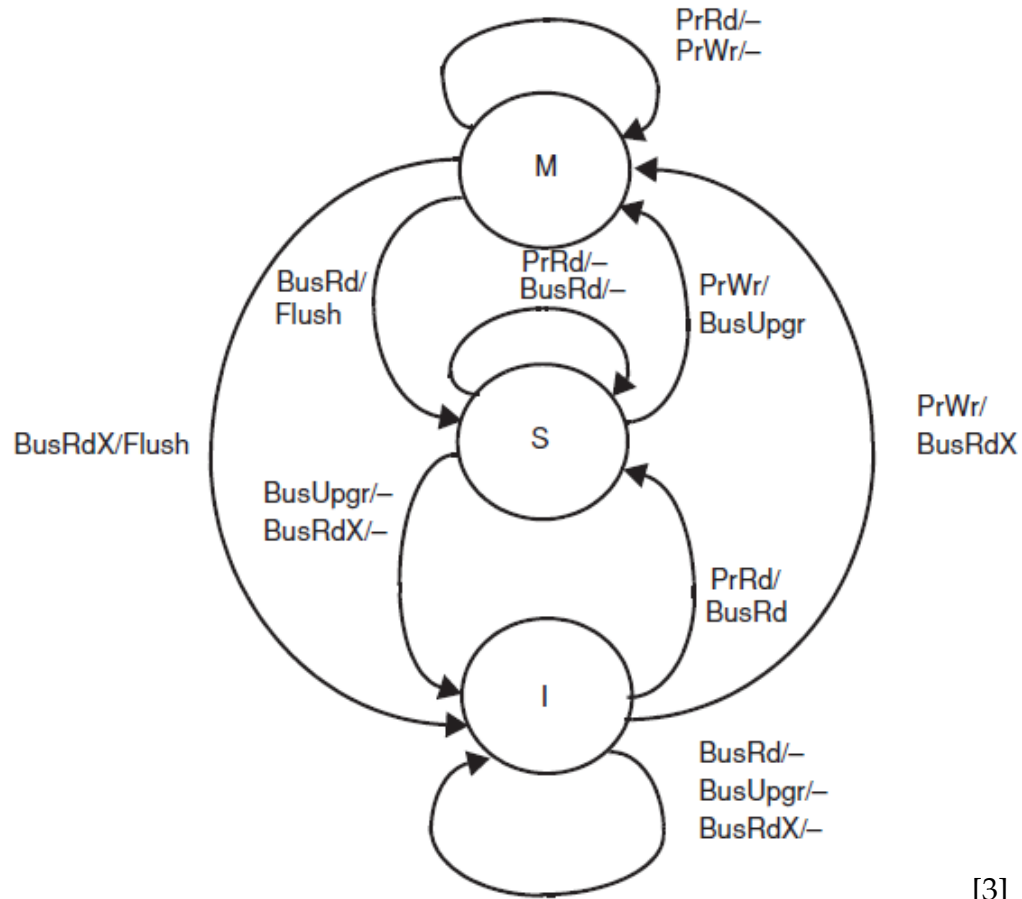 PrRd/–
PrWr/–
M
BusRd/
Flush
PrRd/–
BusRd/–
PrWr/
BusUpgr
BusRdX/Flush
S
PrWr/
BusRdX
BusUpgr/–
BusRdX/–
PrRd/
BusRd
I
BusRd/–
BusUpgr/–
BusRdX/–
[3]